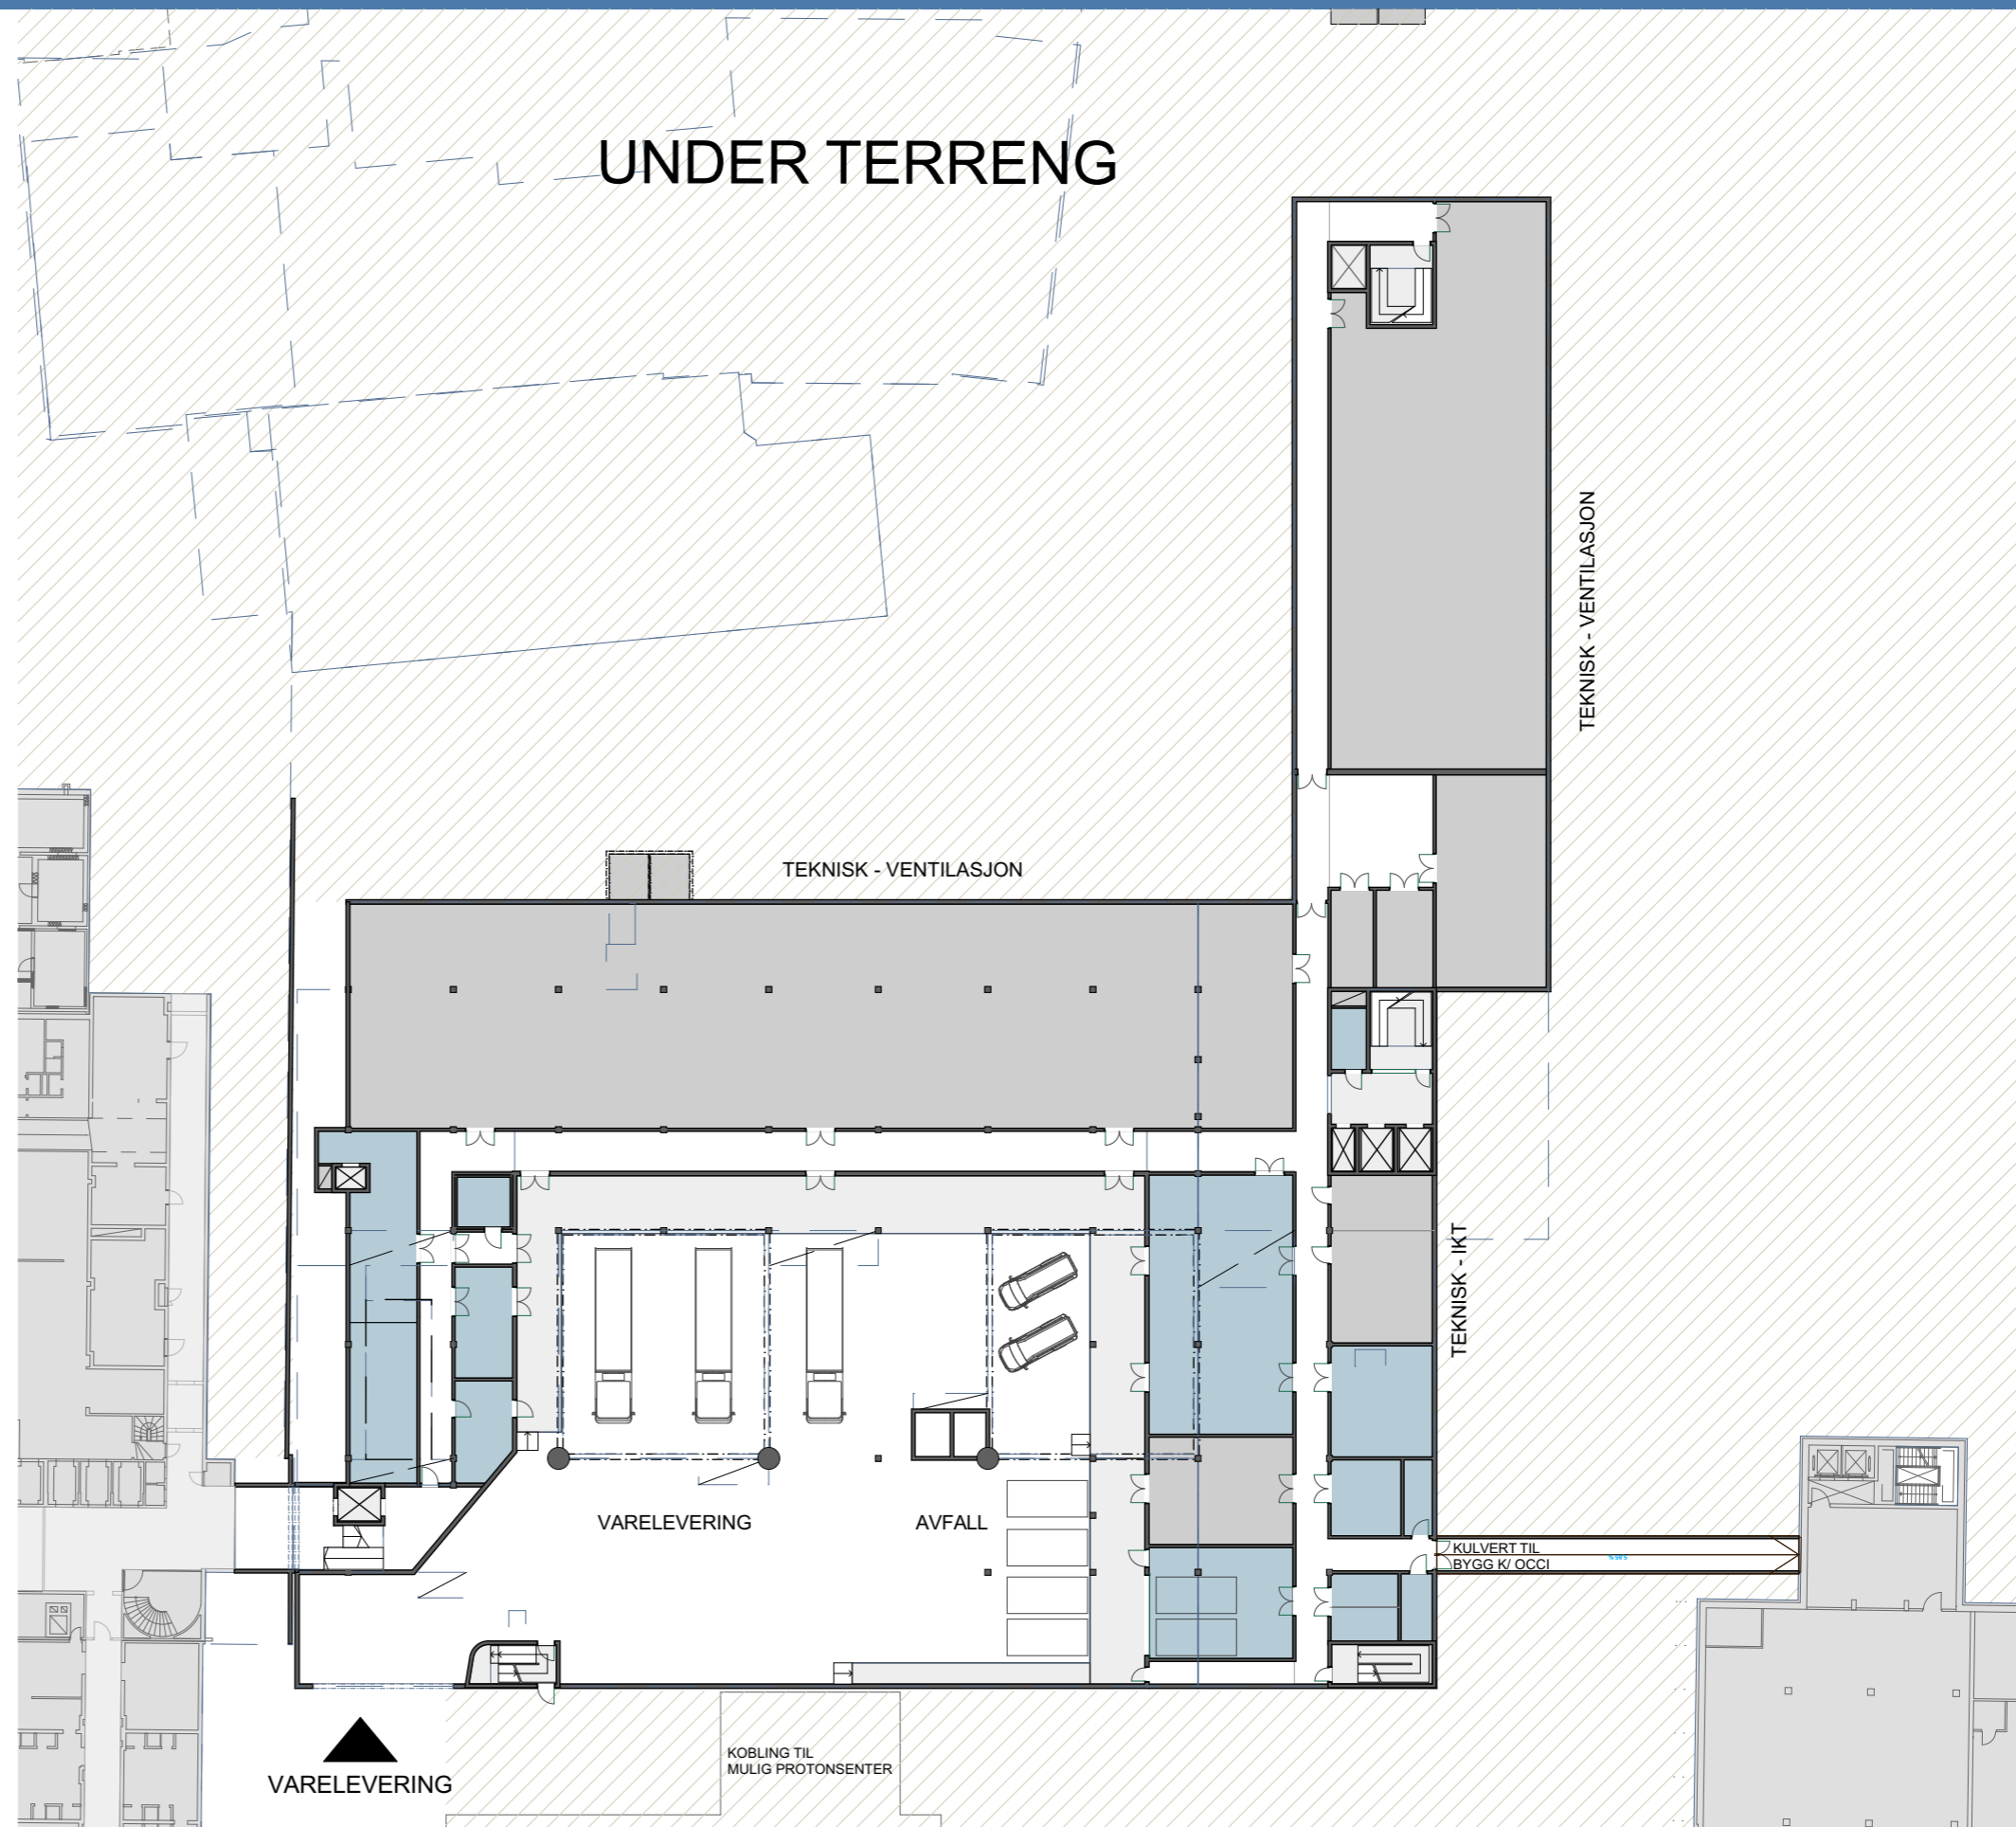 UNDER TERRENG
TEKNISK - VENTILASJON
TEKNISK - VENTILASJON
TEKNISK - IKT
VARELEVERING
AVFALL
KULVERT TIL
BYGG K/ OCCI
KOBLING TIL
MULIG PROTONSENTER
VARELEVERING